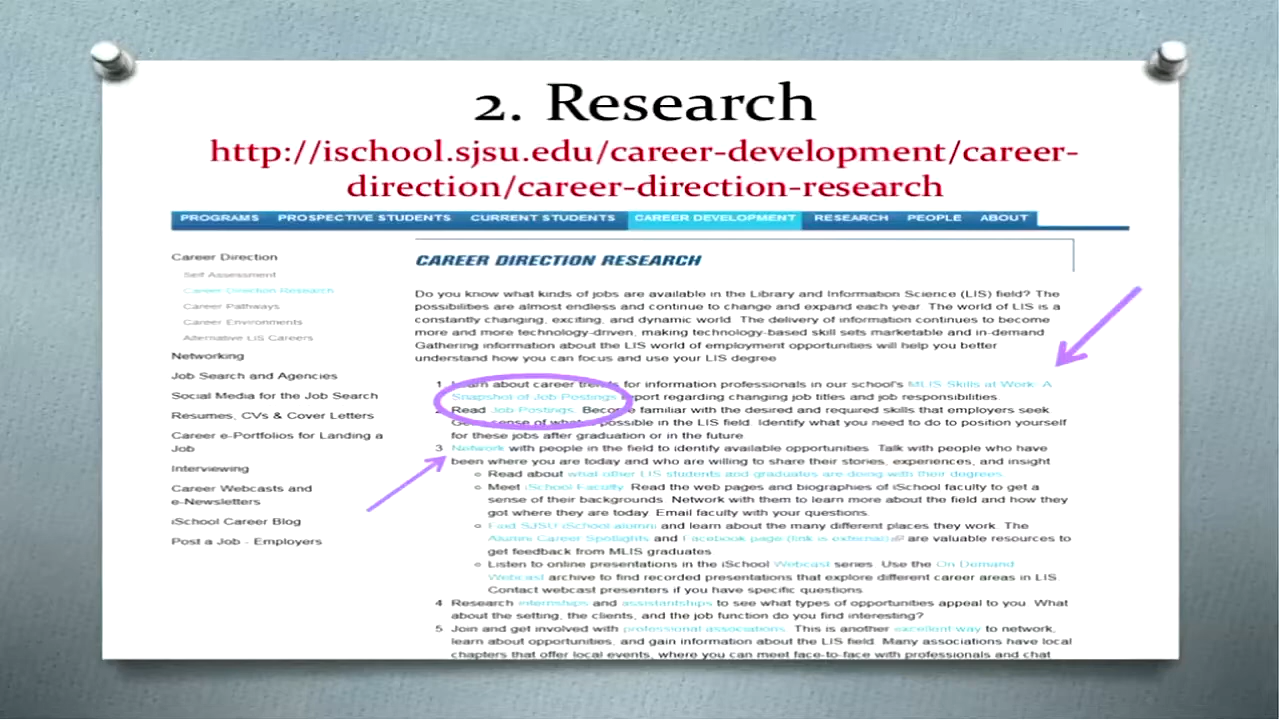 2. Research
http://ischool.sjsu.edu/career-development/career-
direction/career-direction-research
PROGRAMS PROSPECTIVE STUDENTS CURRENT STUDENTS CAREER DEVELOPMENT RESEARCH PEOPLE ABOUT
Career Direction
Self Assessment
Career Direction Research
Career Pathways
Career Environments
Alternative LIS Careers
Networking
Job Search and Agencies
Social Media for the Job Search
Resumes, CVs & Cover Letters
Career e-Portfolios for Landing a
Job
Interviewing
Career Webcasts and
e-Newsletters
iSchool Career Blog
Post a Job - Employers
CAREER DIRECTION RESEARCH
Do you know what kinds of jobs are available in the Library and Information Science (LIS) field? The
possibilities are almost endless and continue to change and expand each year. The world of LIS is a
constantly changing, exciting, and dynamic world. The delivery of information continues to become
more and more technology-driven, making technology-based skill sets marketable and in-demand
Gathering information about the LIS world of employment opportunities will help you better
understand how you can focus and use your LIS degree
1. Learn about career trends for information professionals in our school's MLIS Skills at Work: A
Snapshot of Job Postings report regarding changing job titles and job responsibilities.
2. Read Job Postings. Become familiar with the desired and required skills that employers seek.
Get a sense of what's possible in the LIS field. Identify what you need to do to position yourself
for these jobs after graduation or in the future
3 Network with people in the field to identify available opportunities. Talk with people who have
been where you are today and who are willing to share their stories, experiences, and insight
Read about what other LIS students and graduates are doing with their degrees.
Meet iSchool Faculty. Read the web pages and biographies of iSchool faculty to get a
sense of their backgrounds. Network with them to learn more about the field and how they
got where they are today. Email faculty with your questions.
Find SJSU iSchool alumni and learn about the many different places they work. The
Alumni Career Spotlights and Facebook page (link is external) are valuable resources to
get feedback from MLIS graduates
Listen to online presentations in the iSchool Webcast series. Use the On Demand
Webcast archive to find recorded presentations that explore different career areas in LIS.
Contact webcast presenters if you have specific questions.
4 Research internships and assistantships to see what types of opportunities appeal to you. What
about the setting, the clients, and the job function do you find interesting?
5 Join and get involved with professional associations. This is another excellent way to network,
learn about opportunities, and gain information about the LIS field. Many associations have local
chapters that offer local events, where you can meet face-to-face with professionals and chat